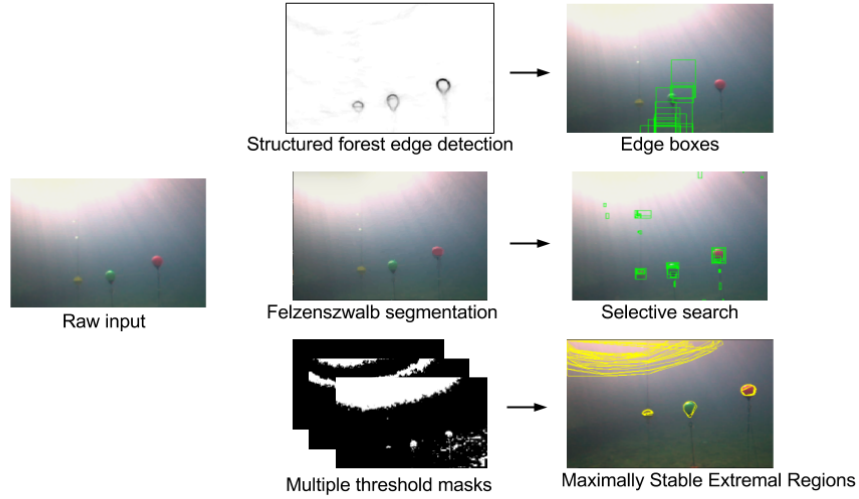 Structured forest edge detection
Edge boxes
Raw input
Felzenszwalb segmentation
Selective search
Multiple threshold masks
Maximally Stable Extremal Regions